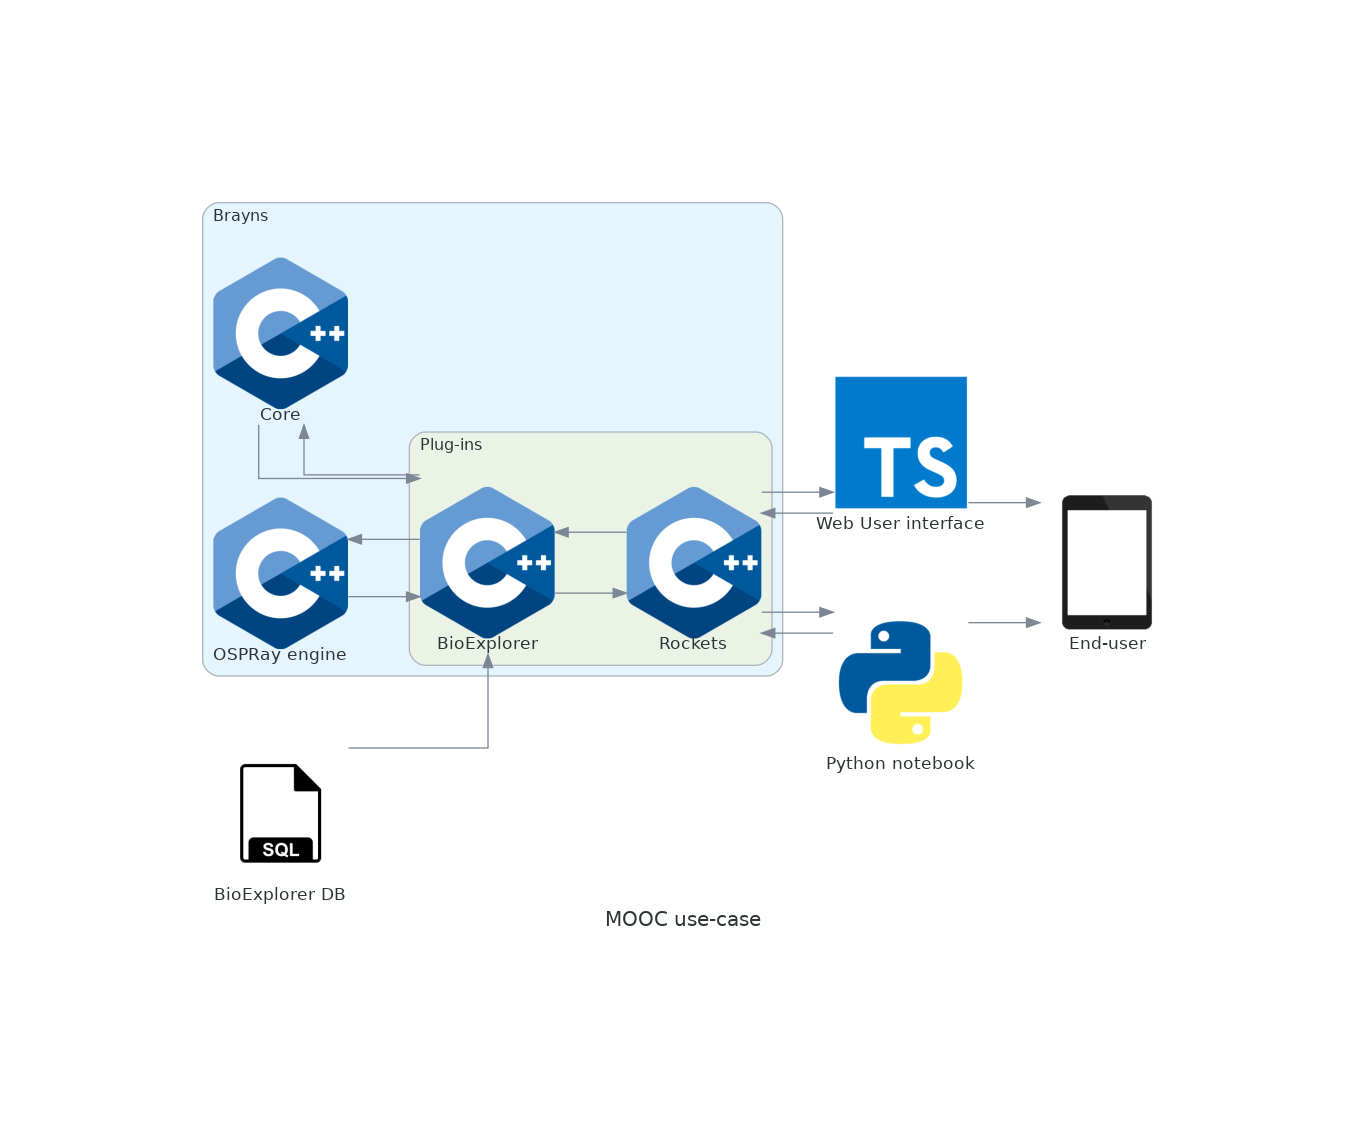 Brayns
C++
Core
Plug-ins
TS
Web User interface
C++
OSPRay engine
C++
BioExplorer
C++
Rockets
End-user
Python notebook
SQL
BioExplorer DB
MOOC use-case